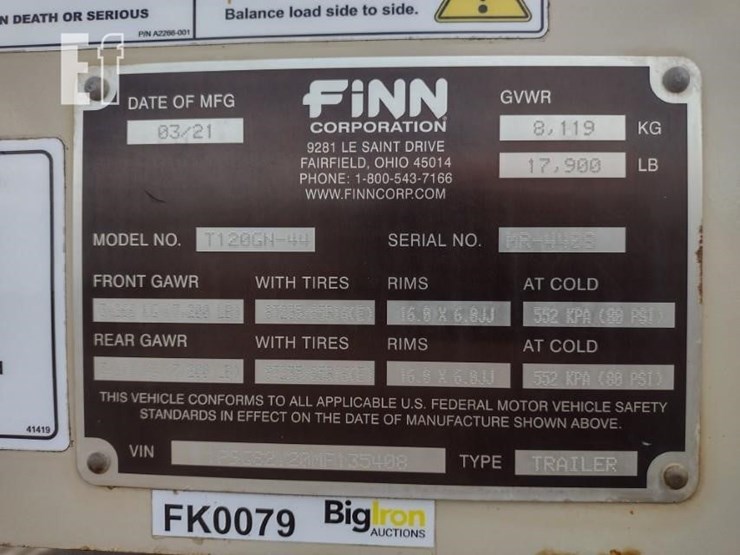 N DEATH OR SERIOUS
P/N A2266-001
Balance load side to side.
Ef
DATE OF MFG
03/21
FINN
CORPORATION
9281 LE SAINT DRIVE
FAIRFIELD, OHIO 45014
PHONE: 1-800-543-7166
WWW.FINNCORP.COM
GVWR
8,119 KG
17,900 LB
MODEL NO. T120GN-44
SERIAL NO.
FRONT GAWR WITH TIRES RIMS AT COLD
16.0 X 6.0JJ 552 KPA (80 PSI)
REAR GAWR WITH TIRES RIMS AT COLD
16.0 X 6.0JJ 552 KPA (80 PSI)
THIS VEHICLE CONFORMS TO ALL APPLICABLE U.S. FEDERAL MOTOR VEHICLE SAFETY
STANDARDS IN EFFECT ON THE DATE OF MANUFACTURE SHOWN ABOVE.
VIN
TYPE TRAILER
41419
FK0079
BigIron
AUCTIONS